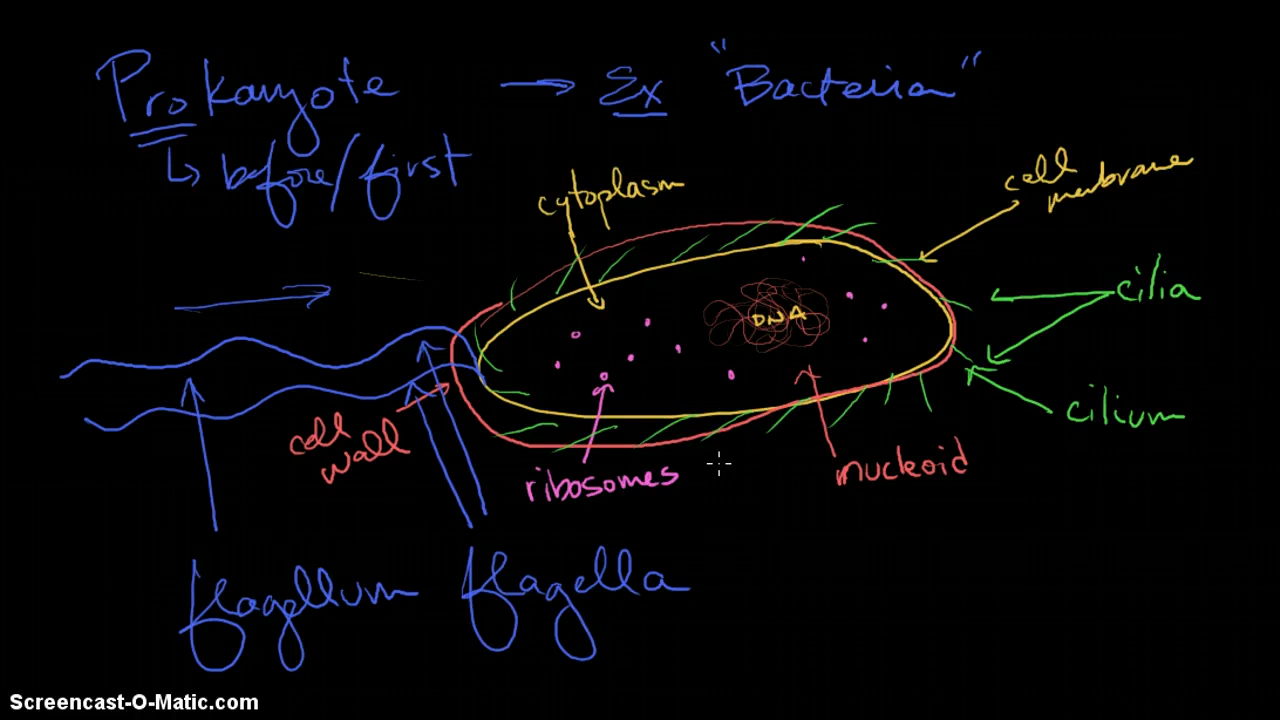 Prokaryote → Ex "Bacteria"
↳ before/first
cytoplasm
cell membrane
cilia
DNA
cilium
cell wall
ribosomes
nucleoid
flagellum flagella
Screencast-O-Matic.com